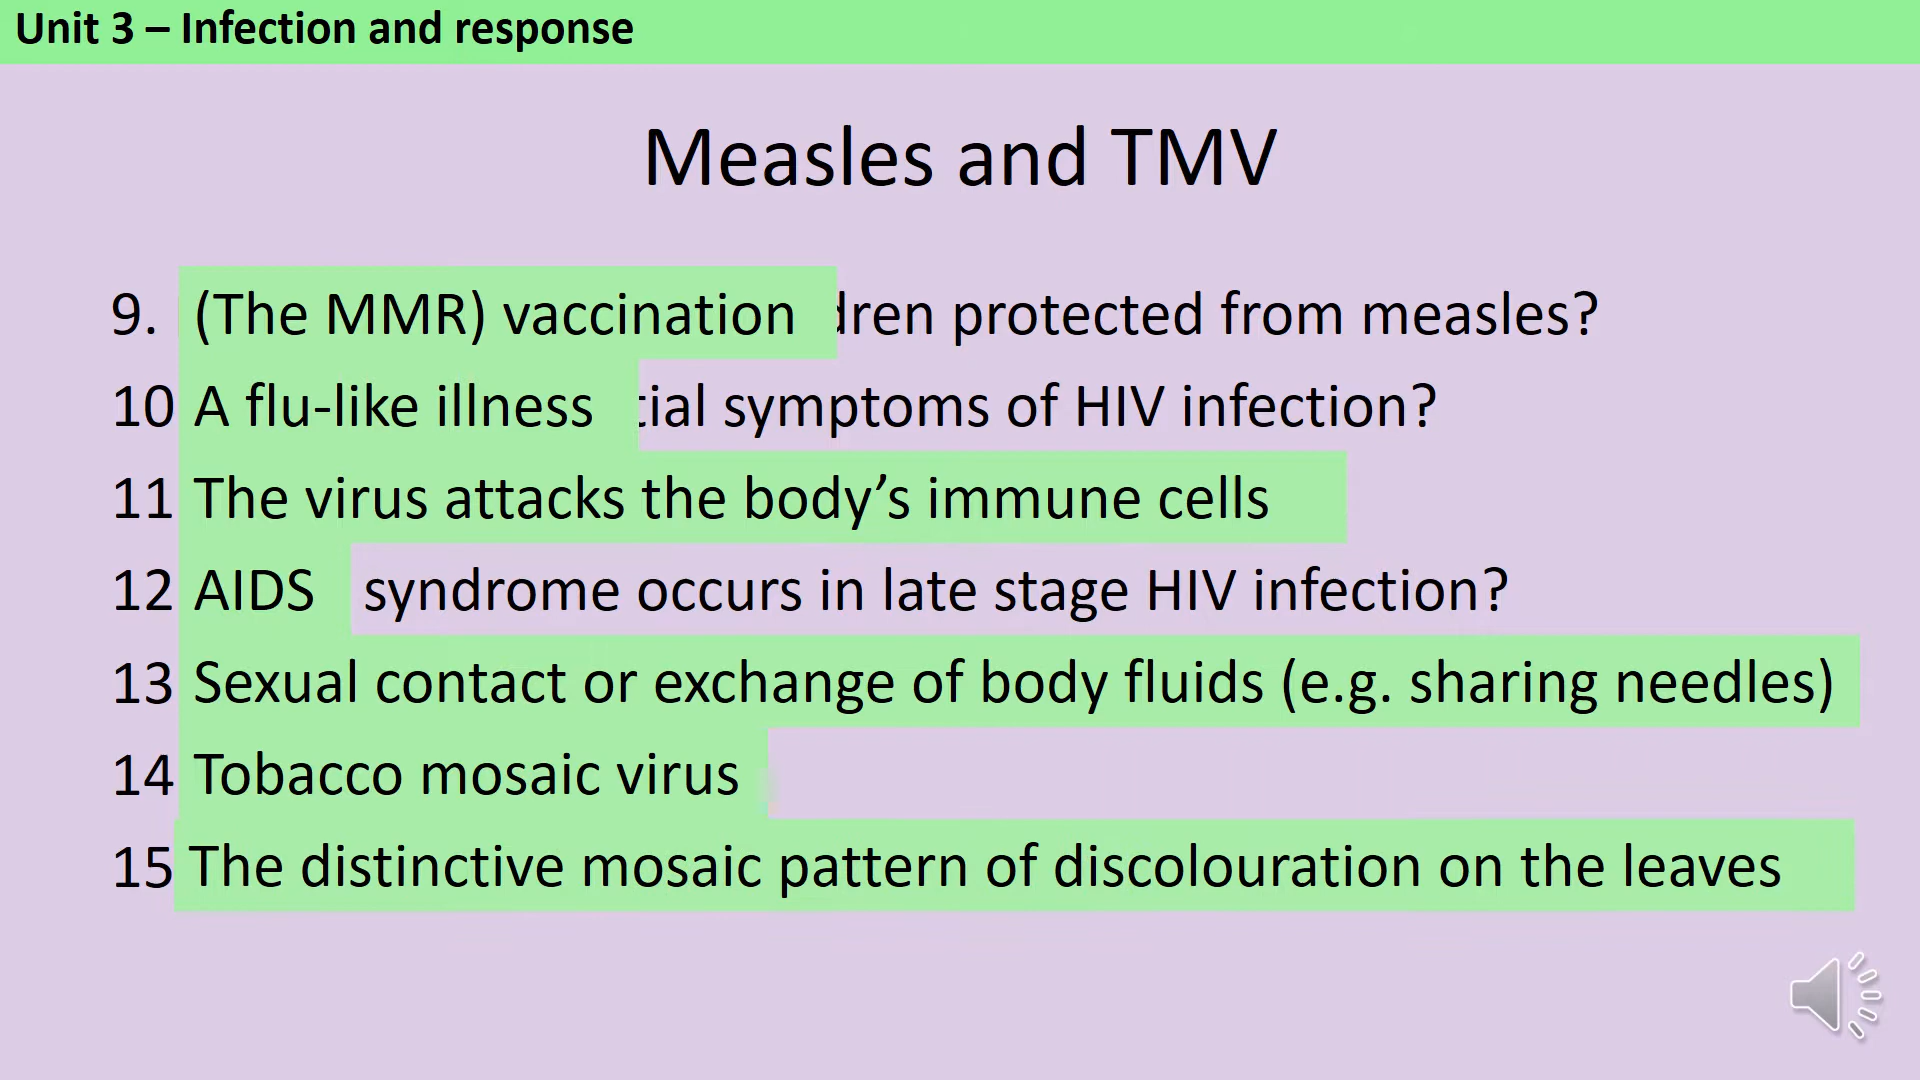 Unit 3 – Infection and response
Measles and TMV
9. (The MMR) vaccination dren protected from measles?
10 A flu-like illness tial symptoms of HIV infection?
11 The virus attacks the body’s immune cells
12 AIDS syndrome occurs in late stage HIV infection?
13 Sexual contact or exchange of body fluids (e.g. sharing needles)
14 Tobacco mosaic virus
15 The distinctive mosaic pattern of discolouration on the leaves